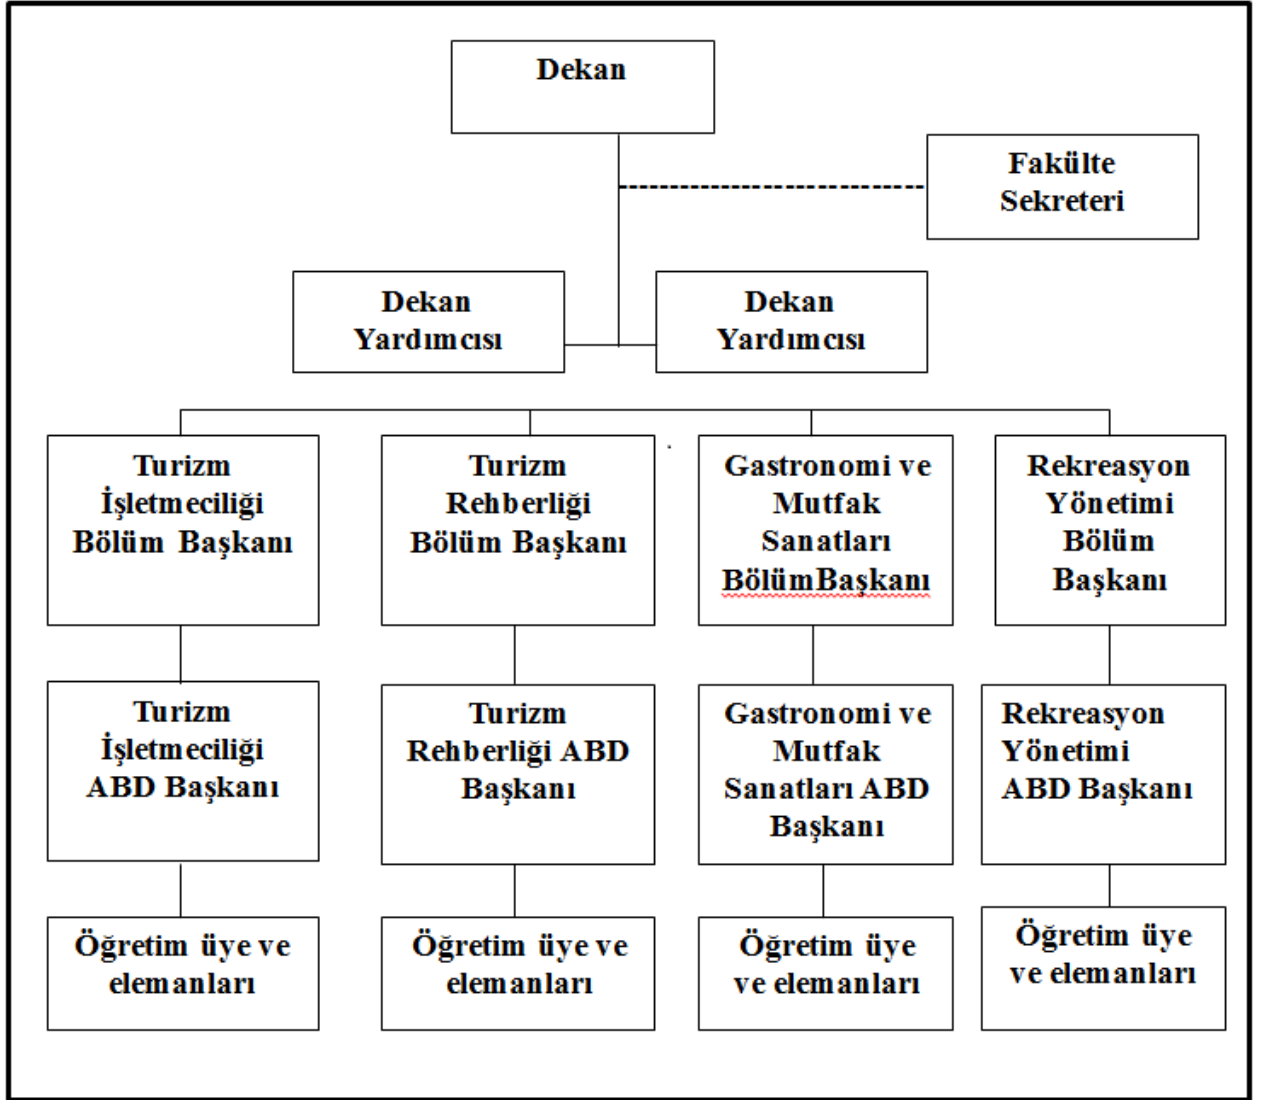 Dekan
Fakülte
Sekreteri
Dekan
Yardımcısı
Dekan
Yardımcısı
Turizm
İşletmeciliği
Bölüm Başkanı
Turizm
Rehberliği
Bölüm Başkanı
Gastronomi ve
Mutfak
Sanatları
BölümBaşkanı
Rekreasyon
Yönetimi
Bölüm
Başkanı
Turizm
İşletmeciliği
ABD Başkanı
Turizm
Rehberliği ABD
Başkanı
Gastronomi ve
Mutfak
Sanatları ABD
Başkanı
Rekreasyon
Yönetimi
ABD Başkanı
Öğretim üye ve
elemanları
Öğretim üye ve
elemanları
Öğretim üye
ve elemanları
Öğretim üye
ve elemanları